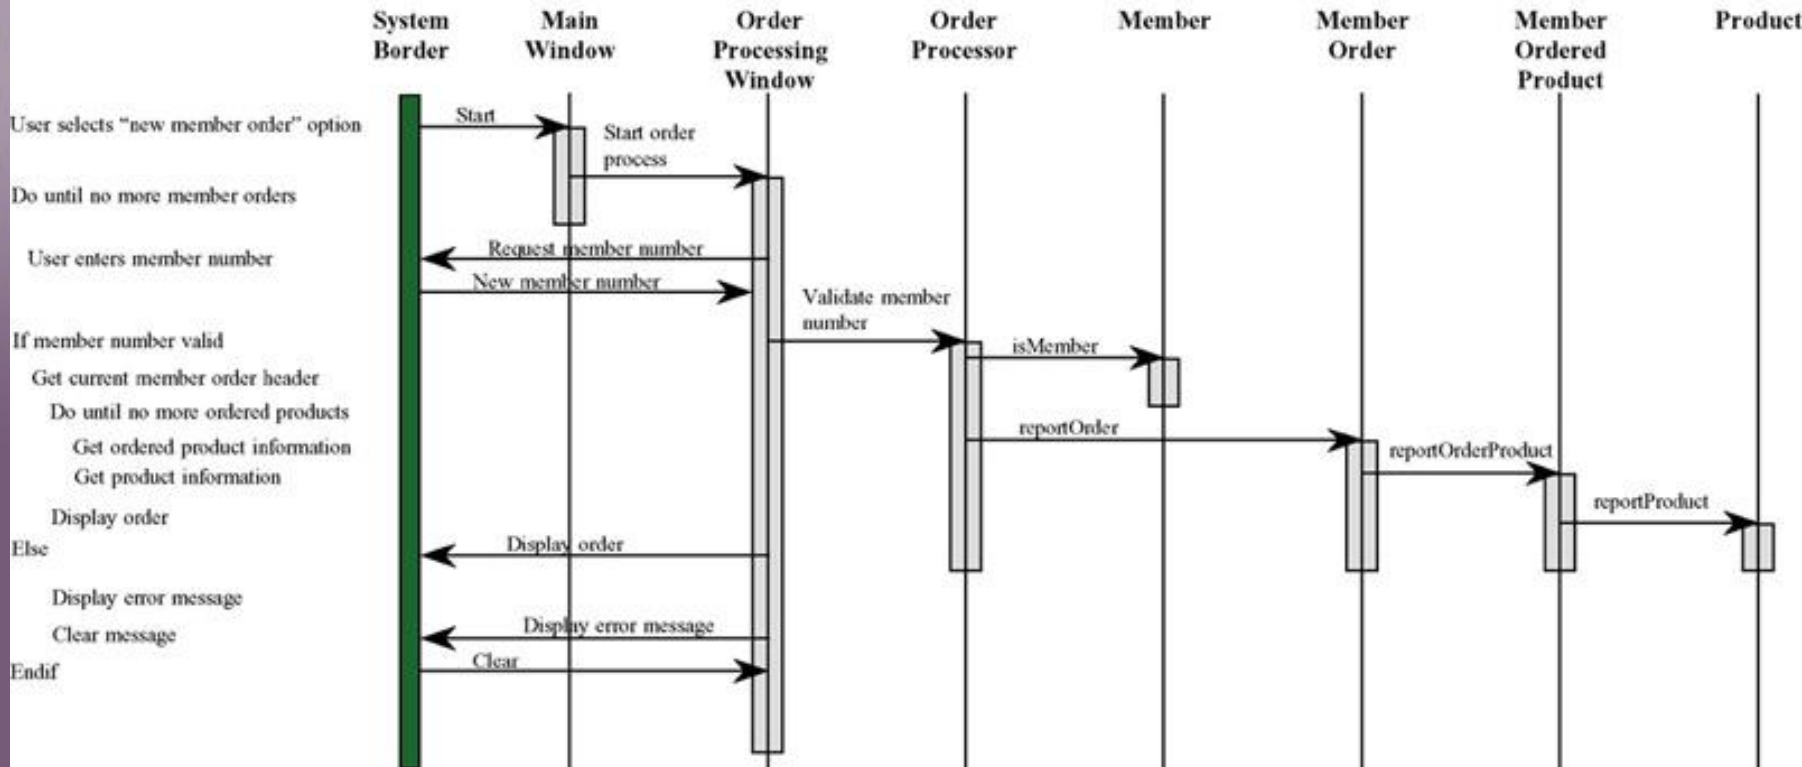 System
Border
Main
Window
Order
Processing
Window
Order
Processor
Member
Member
Order
Member
Ordered
Product
Product
User selects “new member order” option
Start
Start order
process
Do until no more member orders
Request member number
User enters member number
New member number
Validate member
number
If member number valid
isMember
Get current member order header
Do until no more ordered products
reportOrder
Get ordered product information
reportOrderProduct
Get product information
reportProduct
Display order
Else
Display order
Display error message
Display error message
Clear message
Clear
Endif